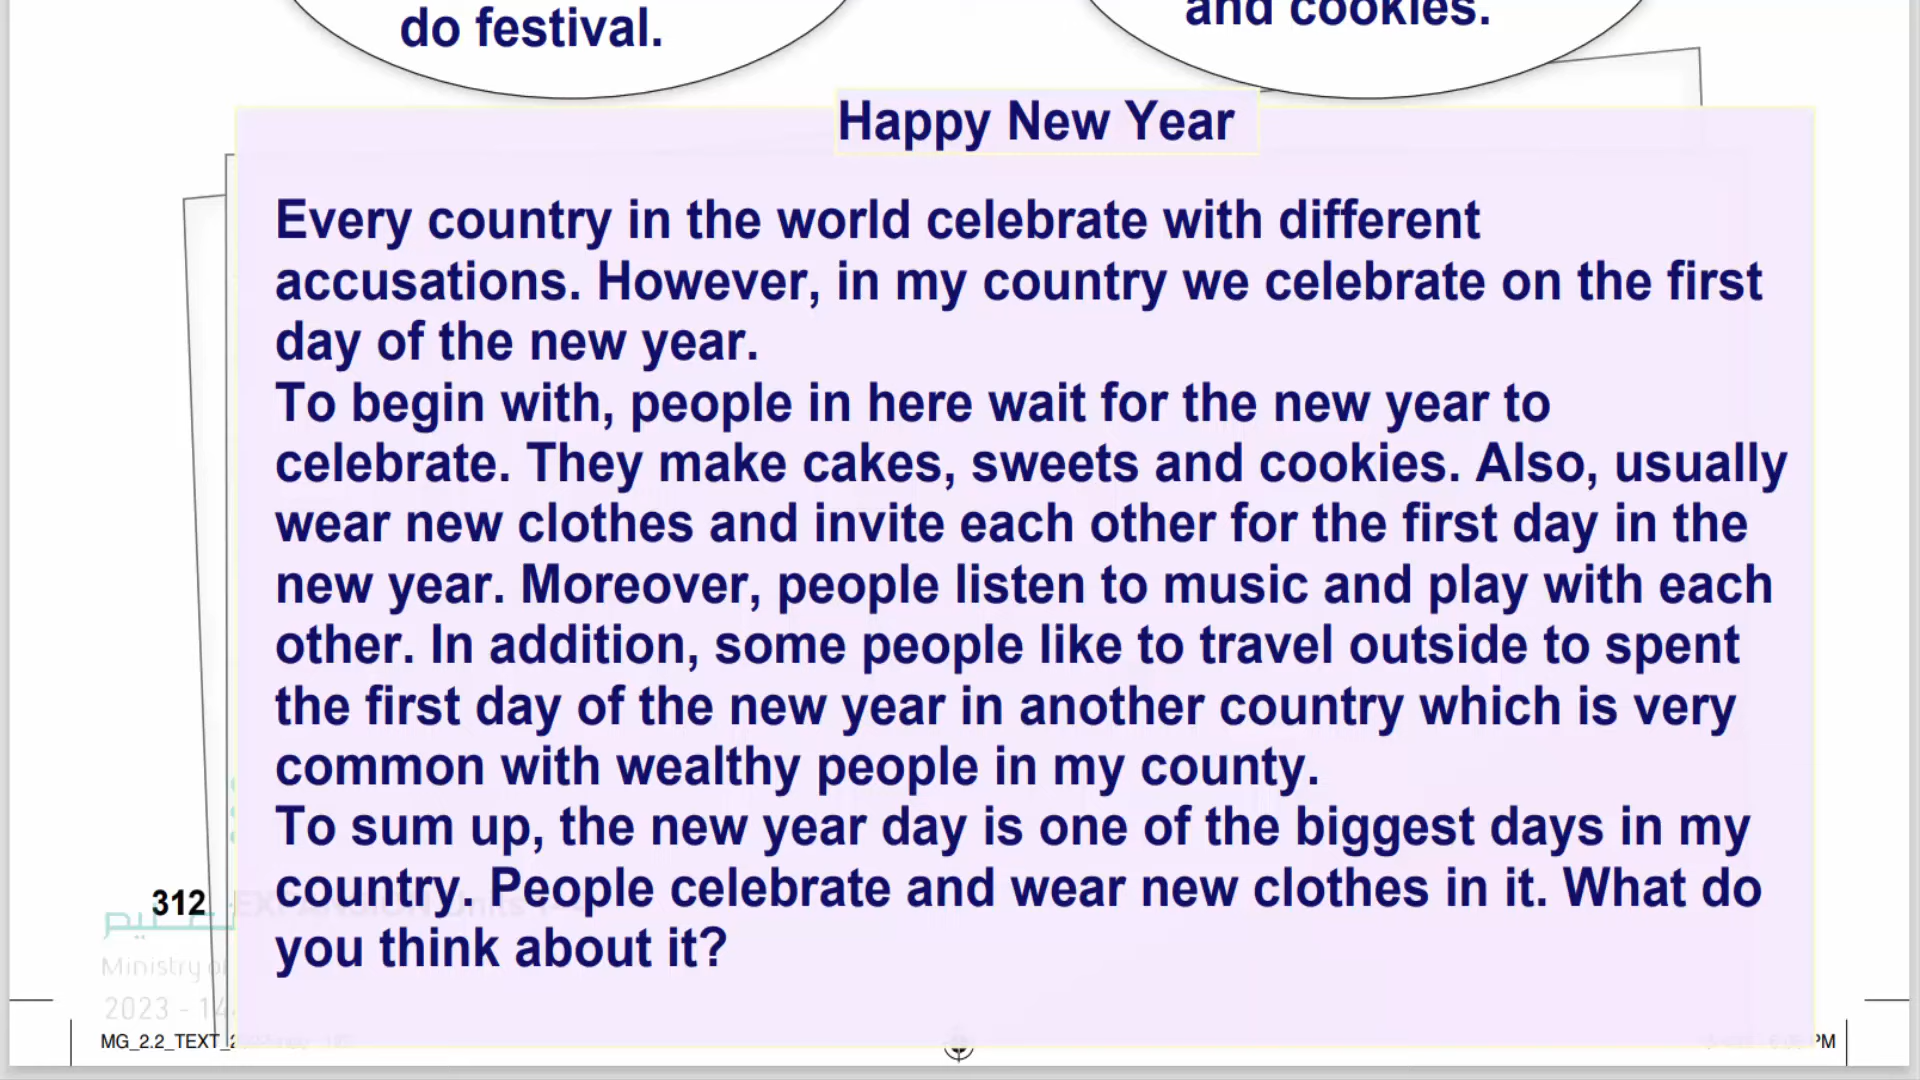 do festival.
and cookies.
Happy New Year
Every country in the world celebrate with different
accusations. However, in my country we celebrate on the first
day of the new year.
To begin with, people in here wait for the new year to
celebrate. They make cakes, sweets and cookies. Also, usually
wear new clothes and invite each other for the first day in the
new year. Moreover, people listen to music and play with each
other. In addition, some people like to travel outside to spent
the first day of the new year in another country which is very
common with wealthy people in my county.
To sum up, the new year day is one of the biggest days in my
country. People celebrate and wear new clothes in it. What do
you think about it?
312
Ministry of
2023 - 14
MG_2.2_TEXT_2
PM